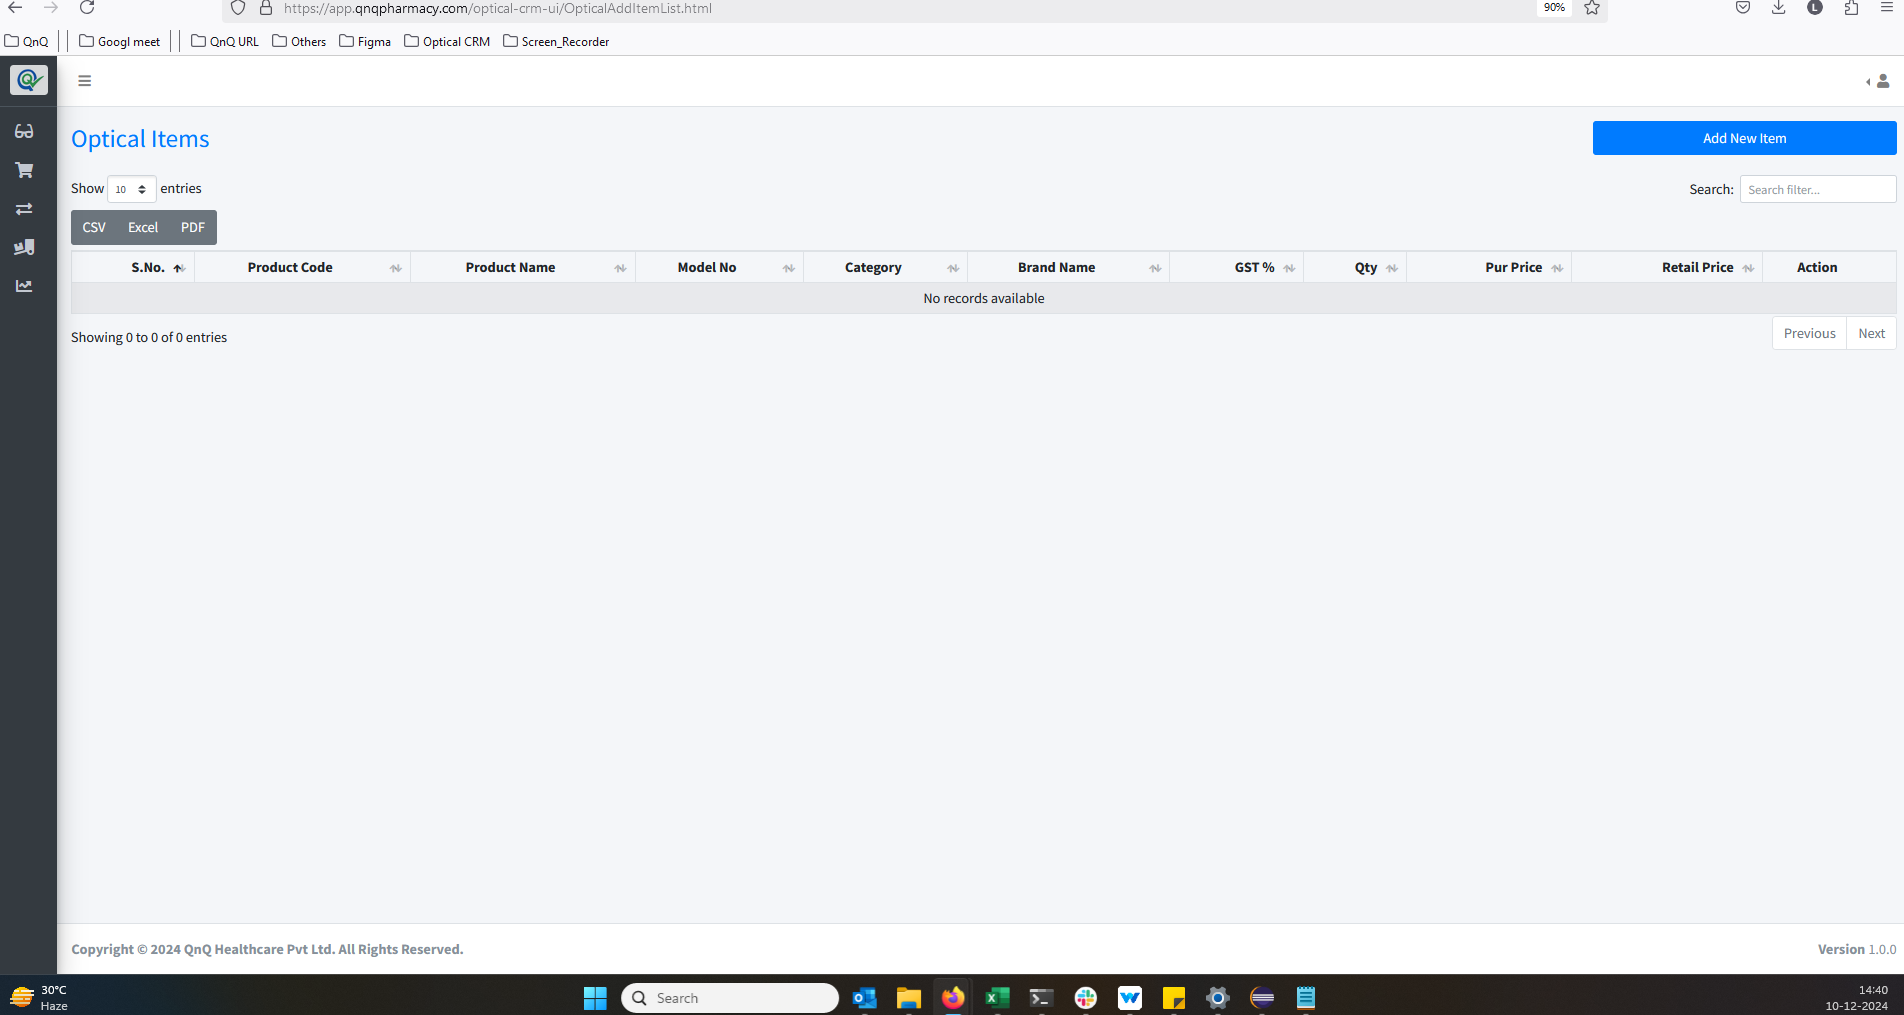 https://app.qnqpharmacy.com/optical-crm-ui/OpticalAddItemList.html 90% L
QnQ Googl meet QnQ URL Others Figma Optical CRM Screen_Recorder
Optical Items Add New Item
Show 10 entries Search: Search filter...
CSV Excel PDF
S.No. Product Code Product Name Model No Category Brand Name GST % Qty Pur Price Retail Price Action
No records available
Showing 0 to 0 of 0 entries Previous Next
Copyright © 2024 QnQ Healthcare Pvt Ltd. All Rights Reserved. Version 1.0.0
30°C
Haze
Search
14:40
10-12-2024